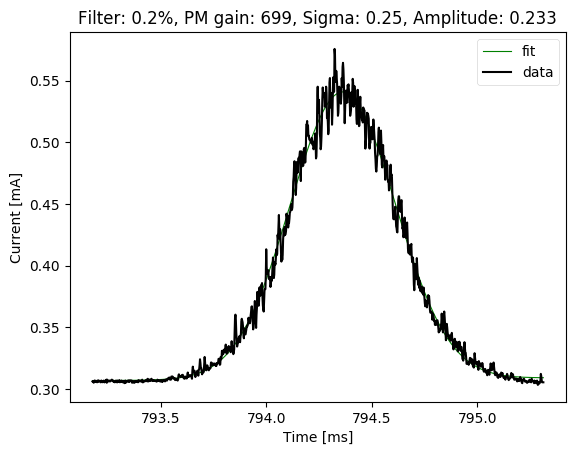 Filter: 0.2%, PM gain: 699, Sigma: 0.25, Amplitude: 0.233
fit
data
0.55
0.50
0.45
0.40
0.35
0.30
Current [mA]
793.5 794.0 794.5 795.0
Time [ms]